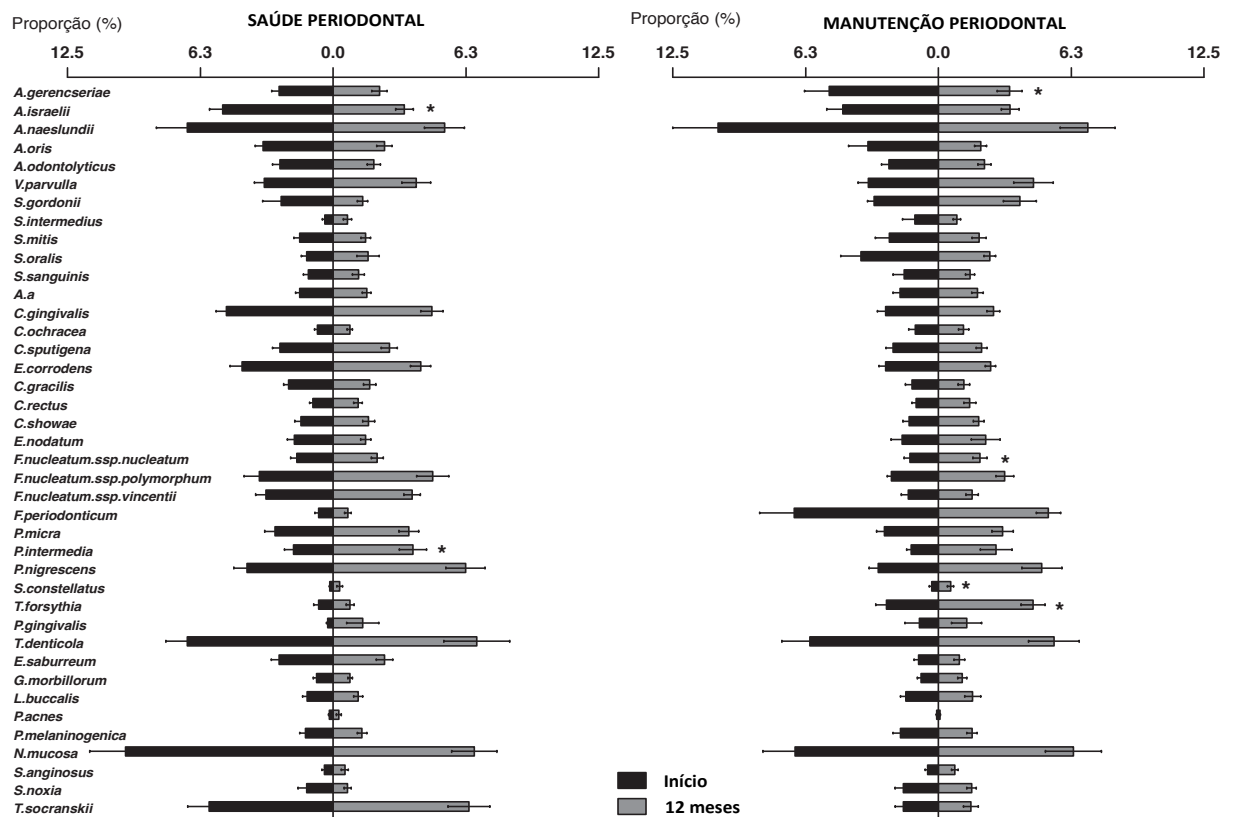 Proporção (%) SAÚDE PERIODONTAL Proporção (%) MANUTENÇÃO PERIODONTAL
12.5 6.3 0.0 6.3 12.5 12.5 6.3 0.0 6.3 12.5
A.gerencseriae *
A.israelii *
A.naeslundii
A.oris
A.odontolyticus
V.parvulla
S.gordonii
S.intermedius
S.mitis
S.oralis
S.sanguinis
A.a
C.gingivalis
C.ochracea
C.sputigena
E.corrodens
C.gracilis
C.rectus
C.showae
E.nodatum
F.nucleatum.ssp.nucleatum *
F.nucleatum.ssp.polymorphum
F.nucleatum.ssp.vincentii
F.periodonticum
P.micra
P.intermedia *
P.nigrescens
S.constellatus *
T.forsythia *
P.gingivalis
T.denticola
E.saburreum
G.morbillorum
L.buccalis
P.acnes
P.melaninogenica
N.mucosa
S.anginosus
S.noxia
T.socranskii
Início
12 meses